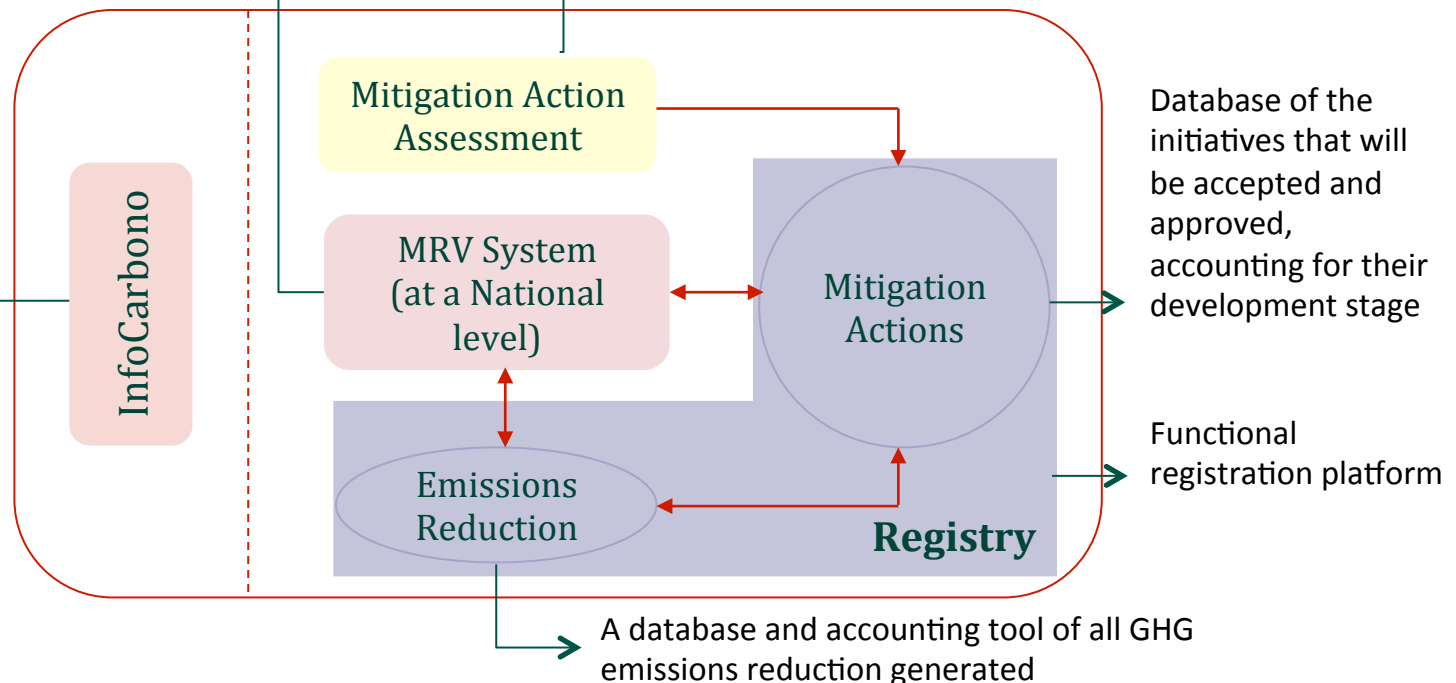 Mitigation Action
Assessment
InfoCarbono
MRV System
(at a National
level)
Mitigation
Actions
Emissions
Reduction
Registry
Database of the
initiatives that will
be accepted and
approved,
accounting for their
development stage
Functional
registration platform
A database and accounting tool of all GHG
emissions reduction generated